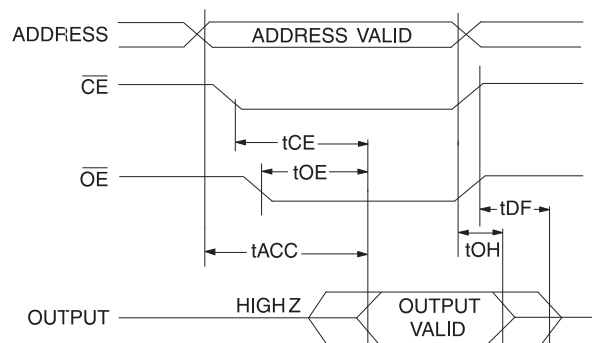 ADDRESS
ADDRESS VALID
CE
tCE
OE
tOE
tDF
tACC
tOH
OUTPUT
HIGH Z
OUTPUT
VALID